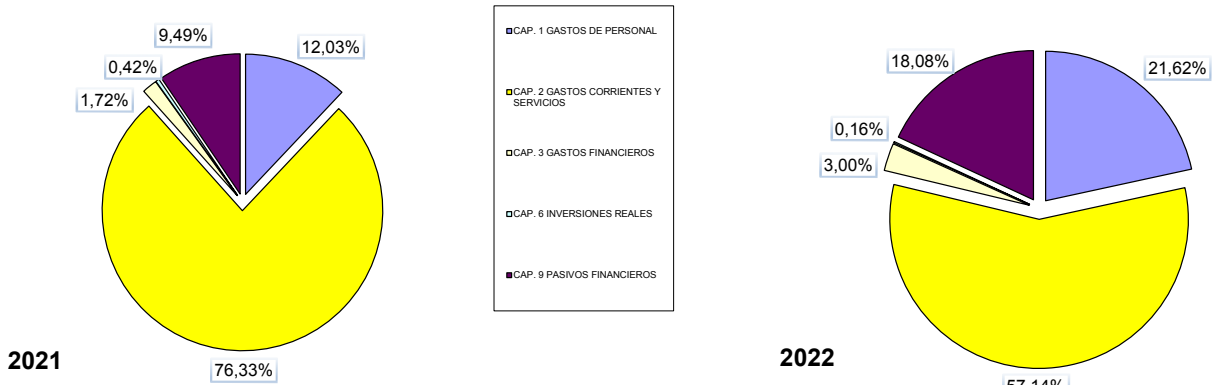 9,49%
12,03%
0,42%
1,72%
76,33%
2021
CAP. 1 GASTOS DE PERSONAL
CAP. 2 GASTOS CORRIENTES Y
SERVICIOS
CAP. 3 GASTOS FINANCIEROS
CAP. 6 INVERSIONES REALES
CAP. 9 PASIVOS FINANCIEROS
18,08%
21,62%
0,16%
3,00%
57,14%
2022